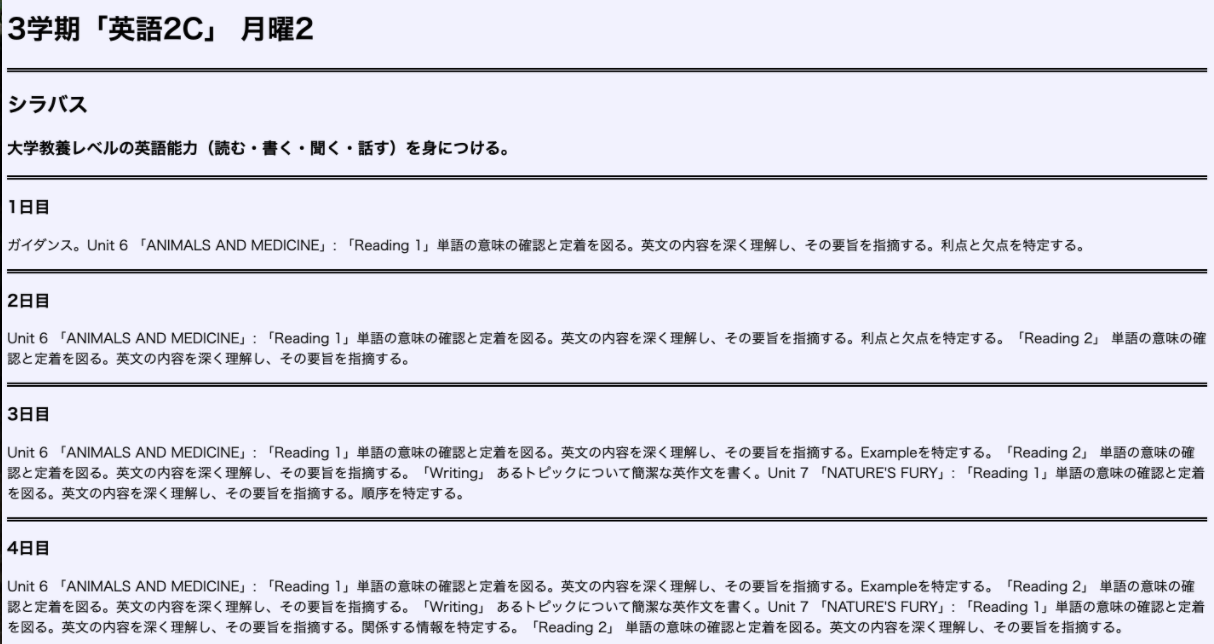 3学期「英語2C」 月曜2
シラバス
大学教養レベルの英語能力（読む・書く・聞く・話す）を身につける。
1日目
ガイダンス。Unit 6 「ANIMALS AND MEDICINE」: 「Reading 1」単語の意味の確認と定着を図る。英文の内容を深く理解し、その要旨を指摘する。利点と欠点を特定する。
2日目
Unit 6 「ANIMALS AND MEDICINE」: 「Reading 1」単語の意味の確認と定着を図る。英文の内容を深く理解し、その要旨を指摘する。利点と欠点を特定する。「Reading 2」 単語の意味の確
認と定着を図る。英文の内容を深く理解し、その要旨を指摘する。
3日目
Unit 6 「ANIMALS AND MEDICINE」: 「Reading 1」単語の意味の確認と定着を図る。英文の内容を深く理解し、その要旨を指摘する。Exampleを特定する。「Reading 2」 単語の意味の確
認と定着を図る。英文の内容を深く理解し、その要旨を指摘する。「Writing」 あるトピックについて簡潔な英作文を書く。Unit 7 「NATURE'S FURY」: 「Reading 1」単語の意味の確認と定着
を図る。英文の内容を深く理解し、その要旨を指摘する。順序を特定する。
4日目
Unit 6 「ANIMALS AND MEDICINE」: 「Reading 1」単語の意味の確認と定着を図る。英文の内容を深く理解し、その要旨を指摘する。Exampleを特定する。「Reading 2」 単語の意味の確
認と定着を図る。英文の内容を深く理解し、その要旨を指摘する。「Writing」 あるトピックについて簡潔な英作文を書く。Unit 7 「NATURE'S FURY」: 「Reading 1」単語の意味の確認と定着
を図る。英文の内容を深く理解し、その要旨を指摘する。関係する情報を特定する。「Reading 2」 単語の意味の確認と定着を図る。英文の内容を深く理解し、その要旨を指摘する。